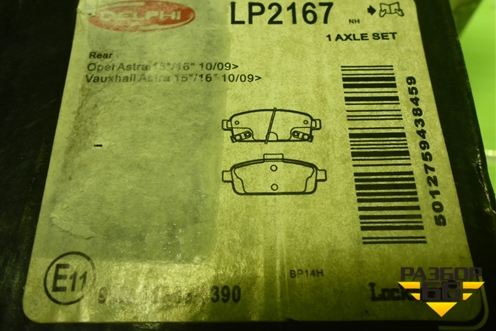 DELPHI
LP2167
NH
1 AXLE SET
Rear
Opel Astra 15"/16" 10/09>
Vauxhall Astra 15"/16" 10/09>
5012759438459
E11
BP14H
390
РАЗБОР